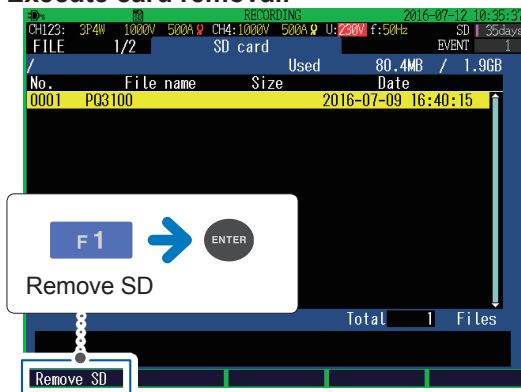 Execute card removal.
RECORDING 2016-07-12 10:35:3
CH123: 3P4W 1000V 500A CH4:1000V 500A U:230V f:50Hz SD 35days
FILE 1/2 SD card EVENT 1
/ Used 80.4MB / 1.9GB
No. File name Size Date
0001 PQ3100 2016-07-09 16:40:15
F1 ENTER
Remove SD
Total 1 Files
Remove SD